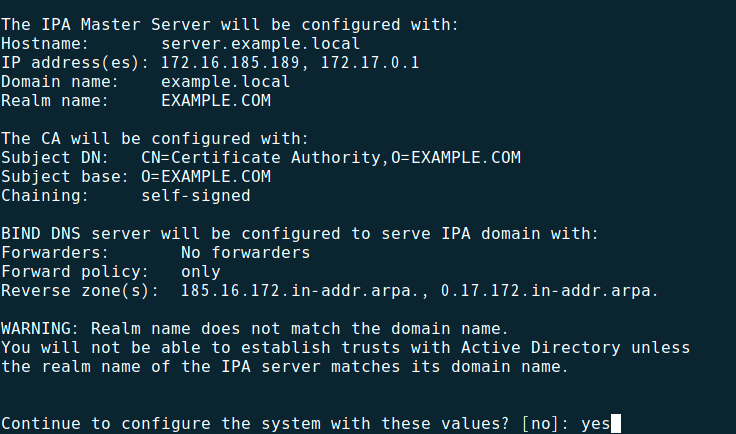 The IPA Master Server will be configured with:
Hostname:       server.example.local
IP address(es): 172.16.185.189, 172.17.0.1
Domain name:    example.local
Realm name:     EXAMPLE.COM
The CA will be configured with:
Subject DN:   CN=Certificate Authority,O=EXAMPLE.COM
Subject base: O=EXAMPLE.COM
Chaining:     self-signed
BIND DNS server will be configured to serve IPA domain with:
Forwarders:       No forwarders
Forward policy:   only
Reverse zone(s):  185.16.172.in-addr.arpa., 0.17.172.in-addr.arpa.
WARNING: Realm name does not match the domain name.
You will not be able to establish trusts with Active Directory unless
the realm name of the IPA server matches its domain name.
Continue to configure the system with these values? [no]: yes